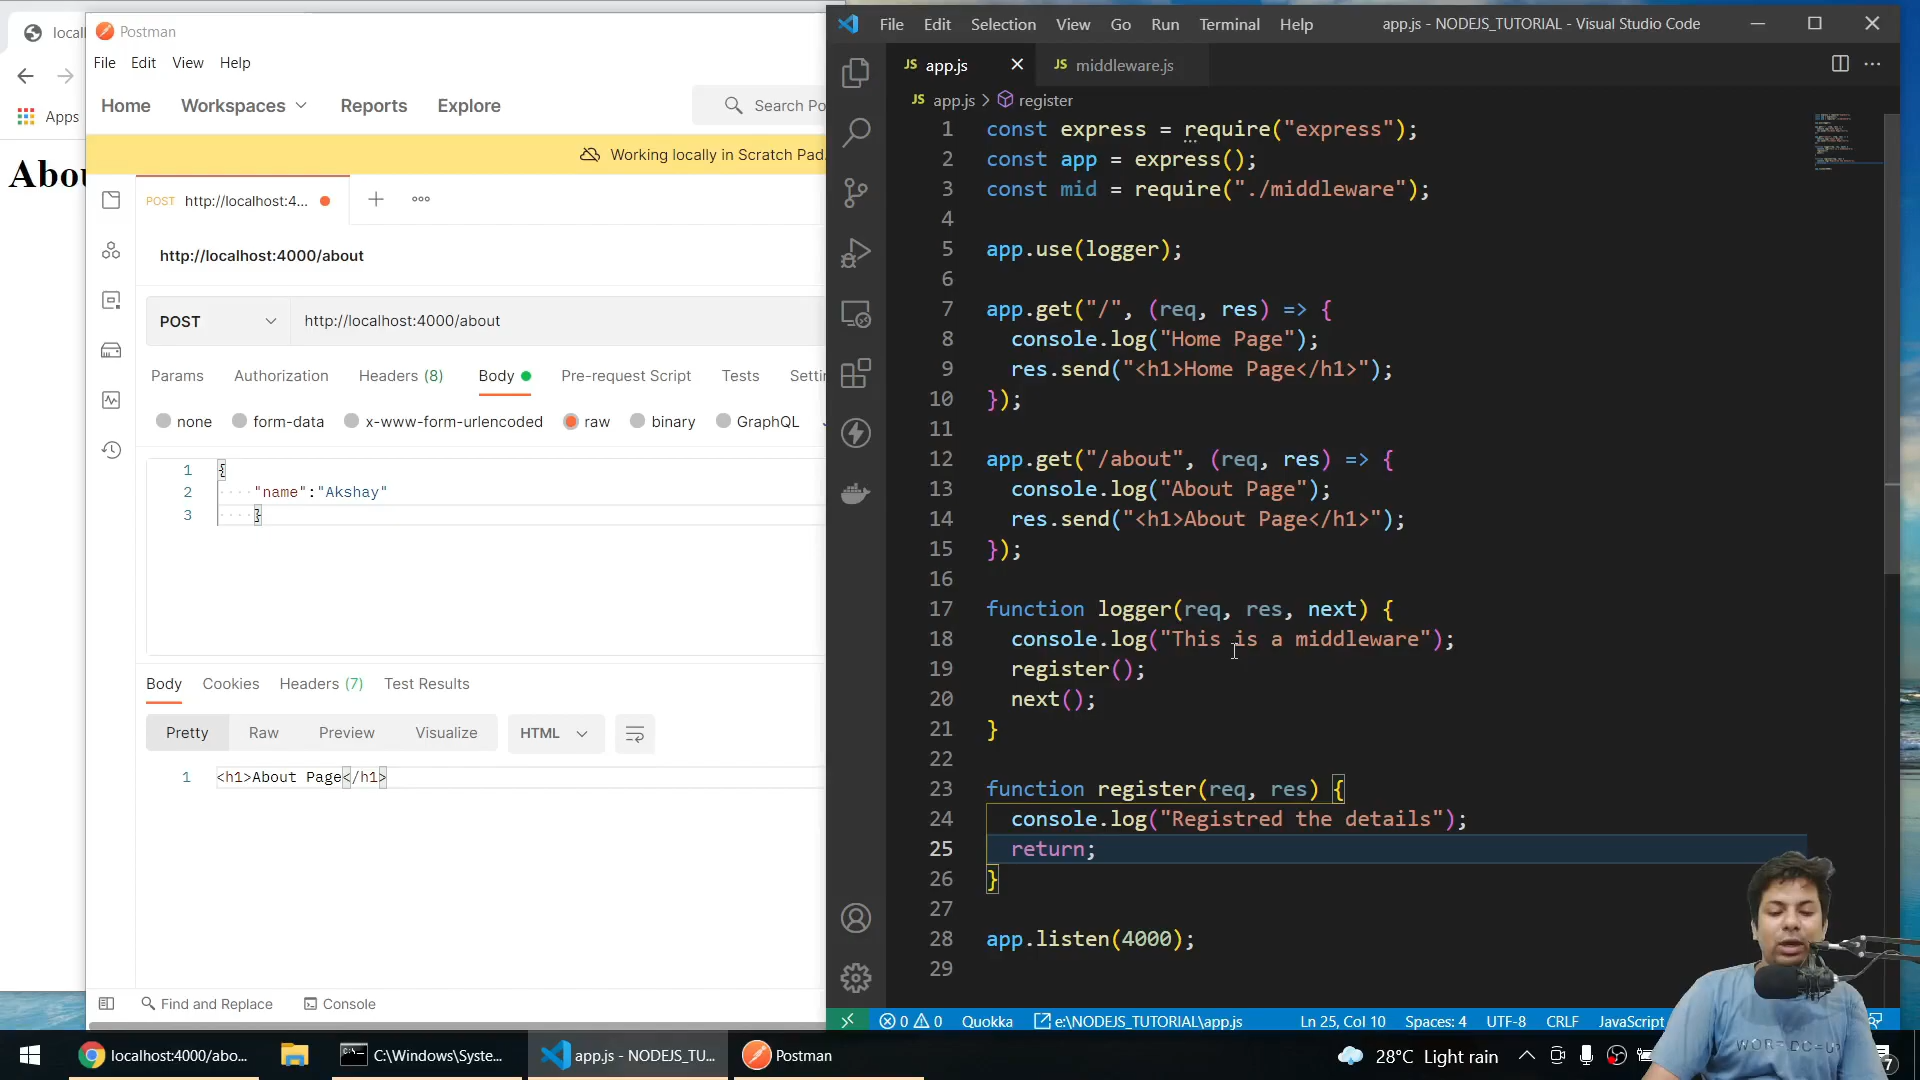 locall
Apps
Abou
Postman
File Edit View Help
Home Workspaces Reports Explore
Search Po
Working locally in Scratch Pad.
POST http://localhost:4...
http://localhost:4000/about
POST http://localhost:4000/about
Params Authorization Headers (8) Body Pre-request Script Tests Settin
none form-data x-www-form-urlencoded raw binary GraphQL
1 {
2 "name":"Akshay"
3 }
Body Cookies Headers (7) Test Results
Pretty Raw Preview Visualize HTML
1 <h1>About Page</h1>
Find and Replace Console
File Edit Selection View Go Run Terminal Help app.js - NODEJS_TUTORIAL - Visual Studio Code
JS app.js JS middleware.js
JS app.js > register
1 const express = require("express");
2 const app = express();
3 const mid = require("./middleware");
4
5 app.use(logger);
6
7 app.get("/", (req, res) => {
8 console.log("Home Page");
9 res.send("<h1>Home Page</h1>");
10 });
11
12 app.get("/about", (req, res) => {
13 console.log("About Page");
14 res.send("<h1>About Page</h1>");
15 });
16
17 function logger(req, res, next) {
18 console.log("This is a middleware");
19 register();
20 next();
21 }
22
23 function register(req, res) {
24 console.log("Registred the details");
25 return;
26 }
27
28 app.listen(4000);
29
0 0 Quokka e:\NODEJS_TUTORIAL\app.js Ln 25, Col 10 Spaces: 4 UTF-8 CRLF JavaScript
localhost:4000/abo... C:\Windows\Syste... app.js - NODEJS_TU... Postman 28°C Light rain 7